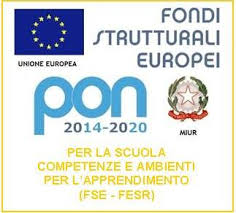 FONDI
STRUTTURALI
EUROPEI
UNIONE EUROPEA
pon
2014-2020
MIUR
PER LA SCUOLA
COMPETENZE E AMBIENTI
PER L'APPRENDIMENTO
(FSE - FESR)